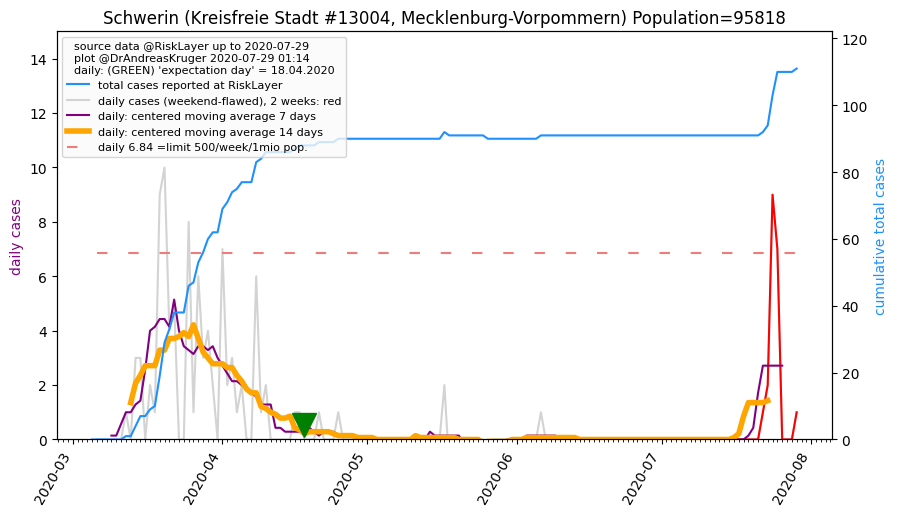 Schwerin (Kreisfreie Stadt #13004, Mecklenburg-Vorpommern) Population=95818
source data @RiskLayer up to 2020-07-29
plot @DrAndreasKruger 2020-07-29 01:14
daily: (GREEN) 'expectation day' = 18.04.2020
total cases reported at RiskLayer
daily cases (weekend-flawed), 2 weeks: red
daily: centered moving average 7 days
daily: centered moving average 14 days
daily 6.84 =limit 500/week/1mio pop.
daily cases
14
12
10
8
6
4
2
0
cumulative total cases
120
100
80
60
40
20
0
2020-03
2020-04
2020-05
2020-06
2020-07
2020-08